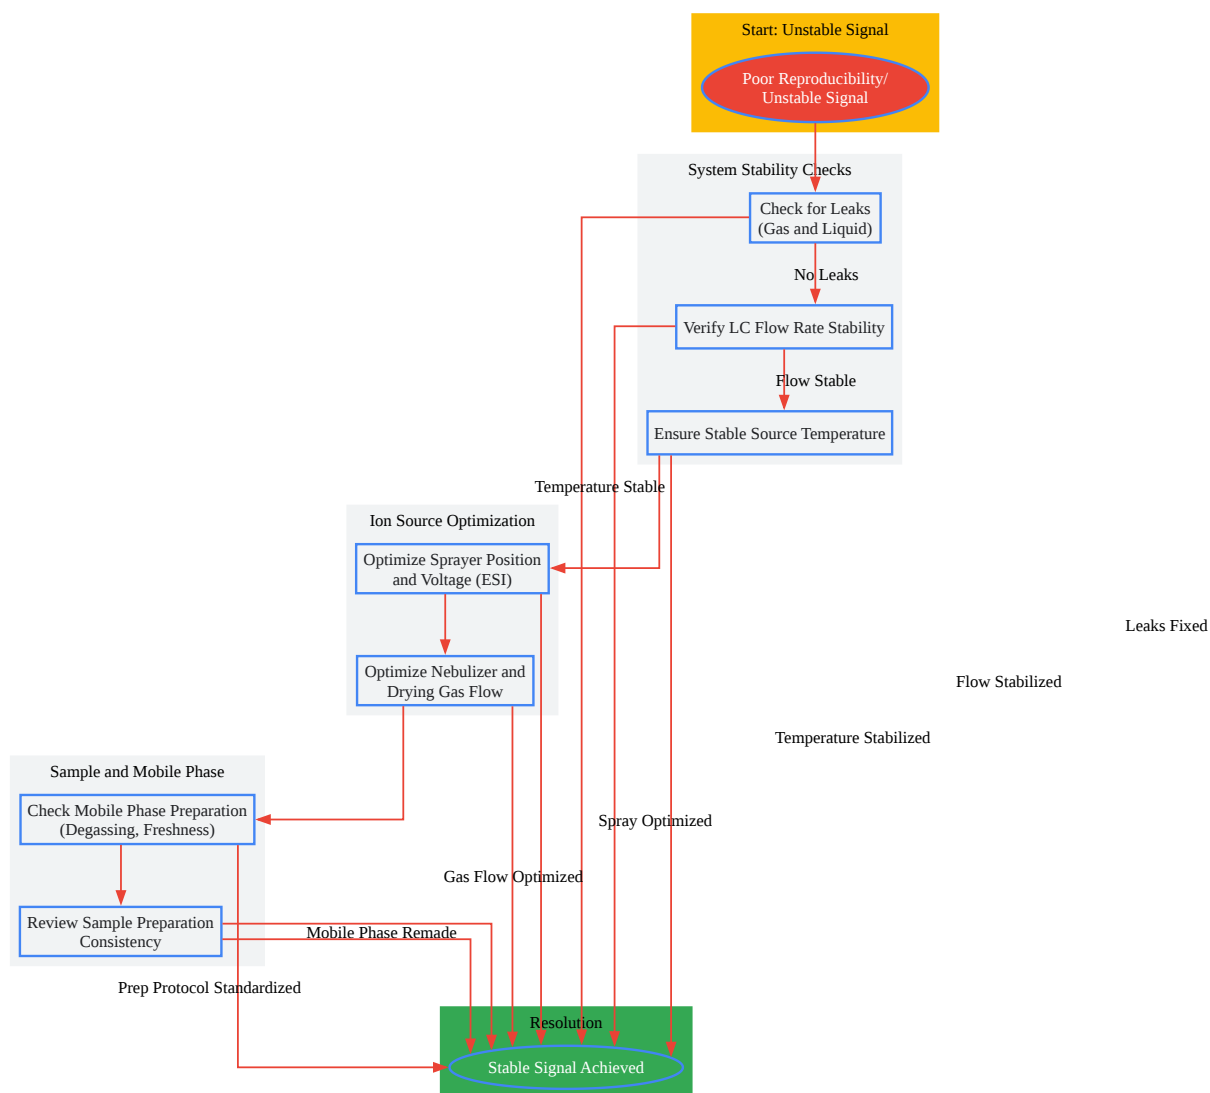 Start: Unstable Signal
Poor Reproducibility/
Unstable Signal
System Stability Checks
Check for Leaks
(Gas and Liquid)
No Leaks
Verify LC Flow Rate Stability
Flow Stable
Ensure Stable Source Temperature
Temperature Stable
Ion Source Optimization
Optimize Sprayer Position
and Voltage (ESI)
Leaks Fixed
Optimize Nebulizer and
Drying Gas Flow
Flow Stabilized
Temperature Stabilized
Sample and Mobile Phase
Check Mobile Phase Preparation
(Degassing, Freshness)
Spray Optimized
Gas Flow Optimized
Review Sample Preparation
Consistency
Mobile Phase Remade
Prep Protocol Standardized
Resolution
Stable Signal Achieved